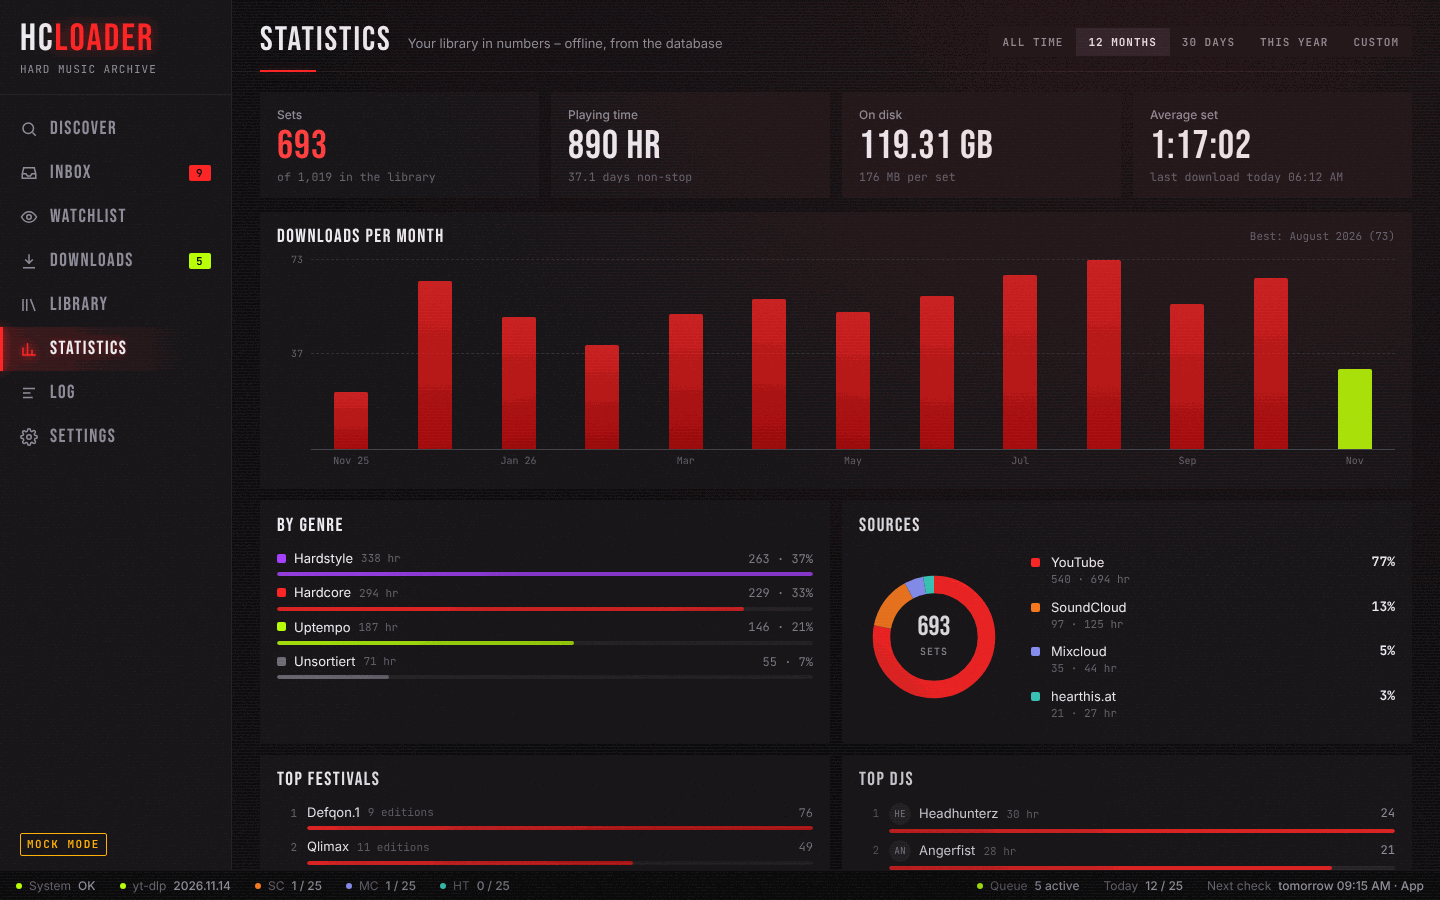 HCLOADER
HARD MUSIC ARCHIVE
DISCOVER
INBOX 9
WATCHLIST
DOWNLOADS 5
LIBRARY
STATISTICS
LOG
SETTINGS
MOCK MODE
STATISTICS Your library in numbers – offline, from the database
ALL TIME 12 MONTHS 30 DAYS THIS YEAR CUSTOM
Sets
693
of 1,019 in the library
Playing time
890 HR
37.1 days non-stop
On disk
119.31 GB
176 MB per set
Average set
1:17:02
last download today 06:12 AM
DOWNLOADS PER MONTH Best: August 2026 (73)
73
37
Nov 25 Jan 26 Mar May Jul Sep Nov
BY GENRE
Hardstyle 338 hr 263 · 37%
Hardcore 294 hr 229 · 33%
Uptempo 187 hr 146 · 21%
Unsortiert 71 hr 55 · 7%
SOURCES
693
SETS
YouTube 77%
540 · 694 hr
SoundCloud 13%
97 · 125 hr
Mixcloud 5%
35 · 44 hr
hearthis.at 3%
21 · 27 hr
TOP FESTIVALS
1 Defqon.1 9 editions 76
2 Qlimax 11 editions 49
TOP DJS
1 HE Headhunterz 30 hr 24
2 AN Angerfist 28 hr 21
System OK yt-dlp 2026.11.14 SC 1 / 25 MC 1 / 25 HT 0 / 25 Queue 5 active Today 12 / 25 Next check tomorrow 09:15 AM · App